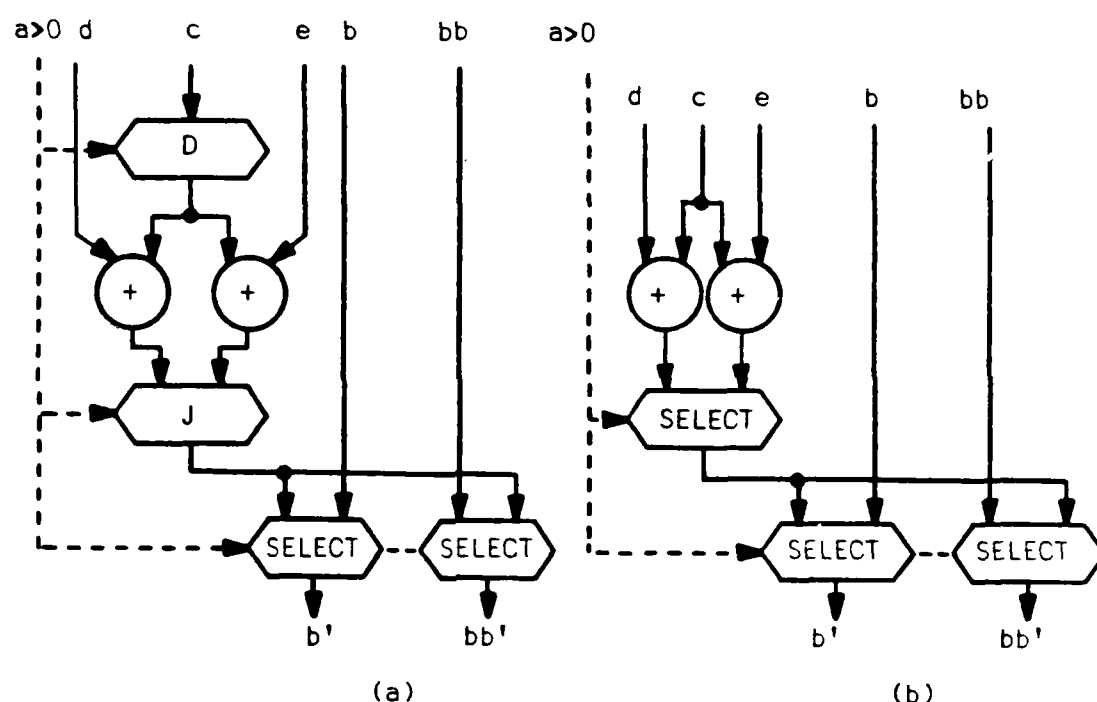 a>0 d c e b bb
D
+ +
J
SELECT SELECT
b' bb'
(a)
a>0
d c e b bb
+ +
SELECT
SELECT SELECT
b' bb'
(b)